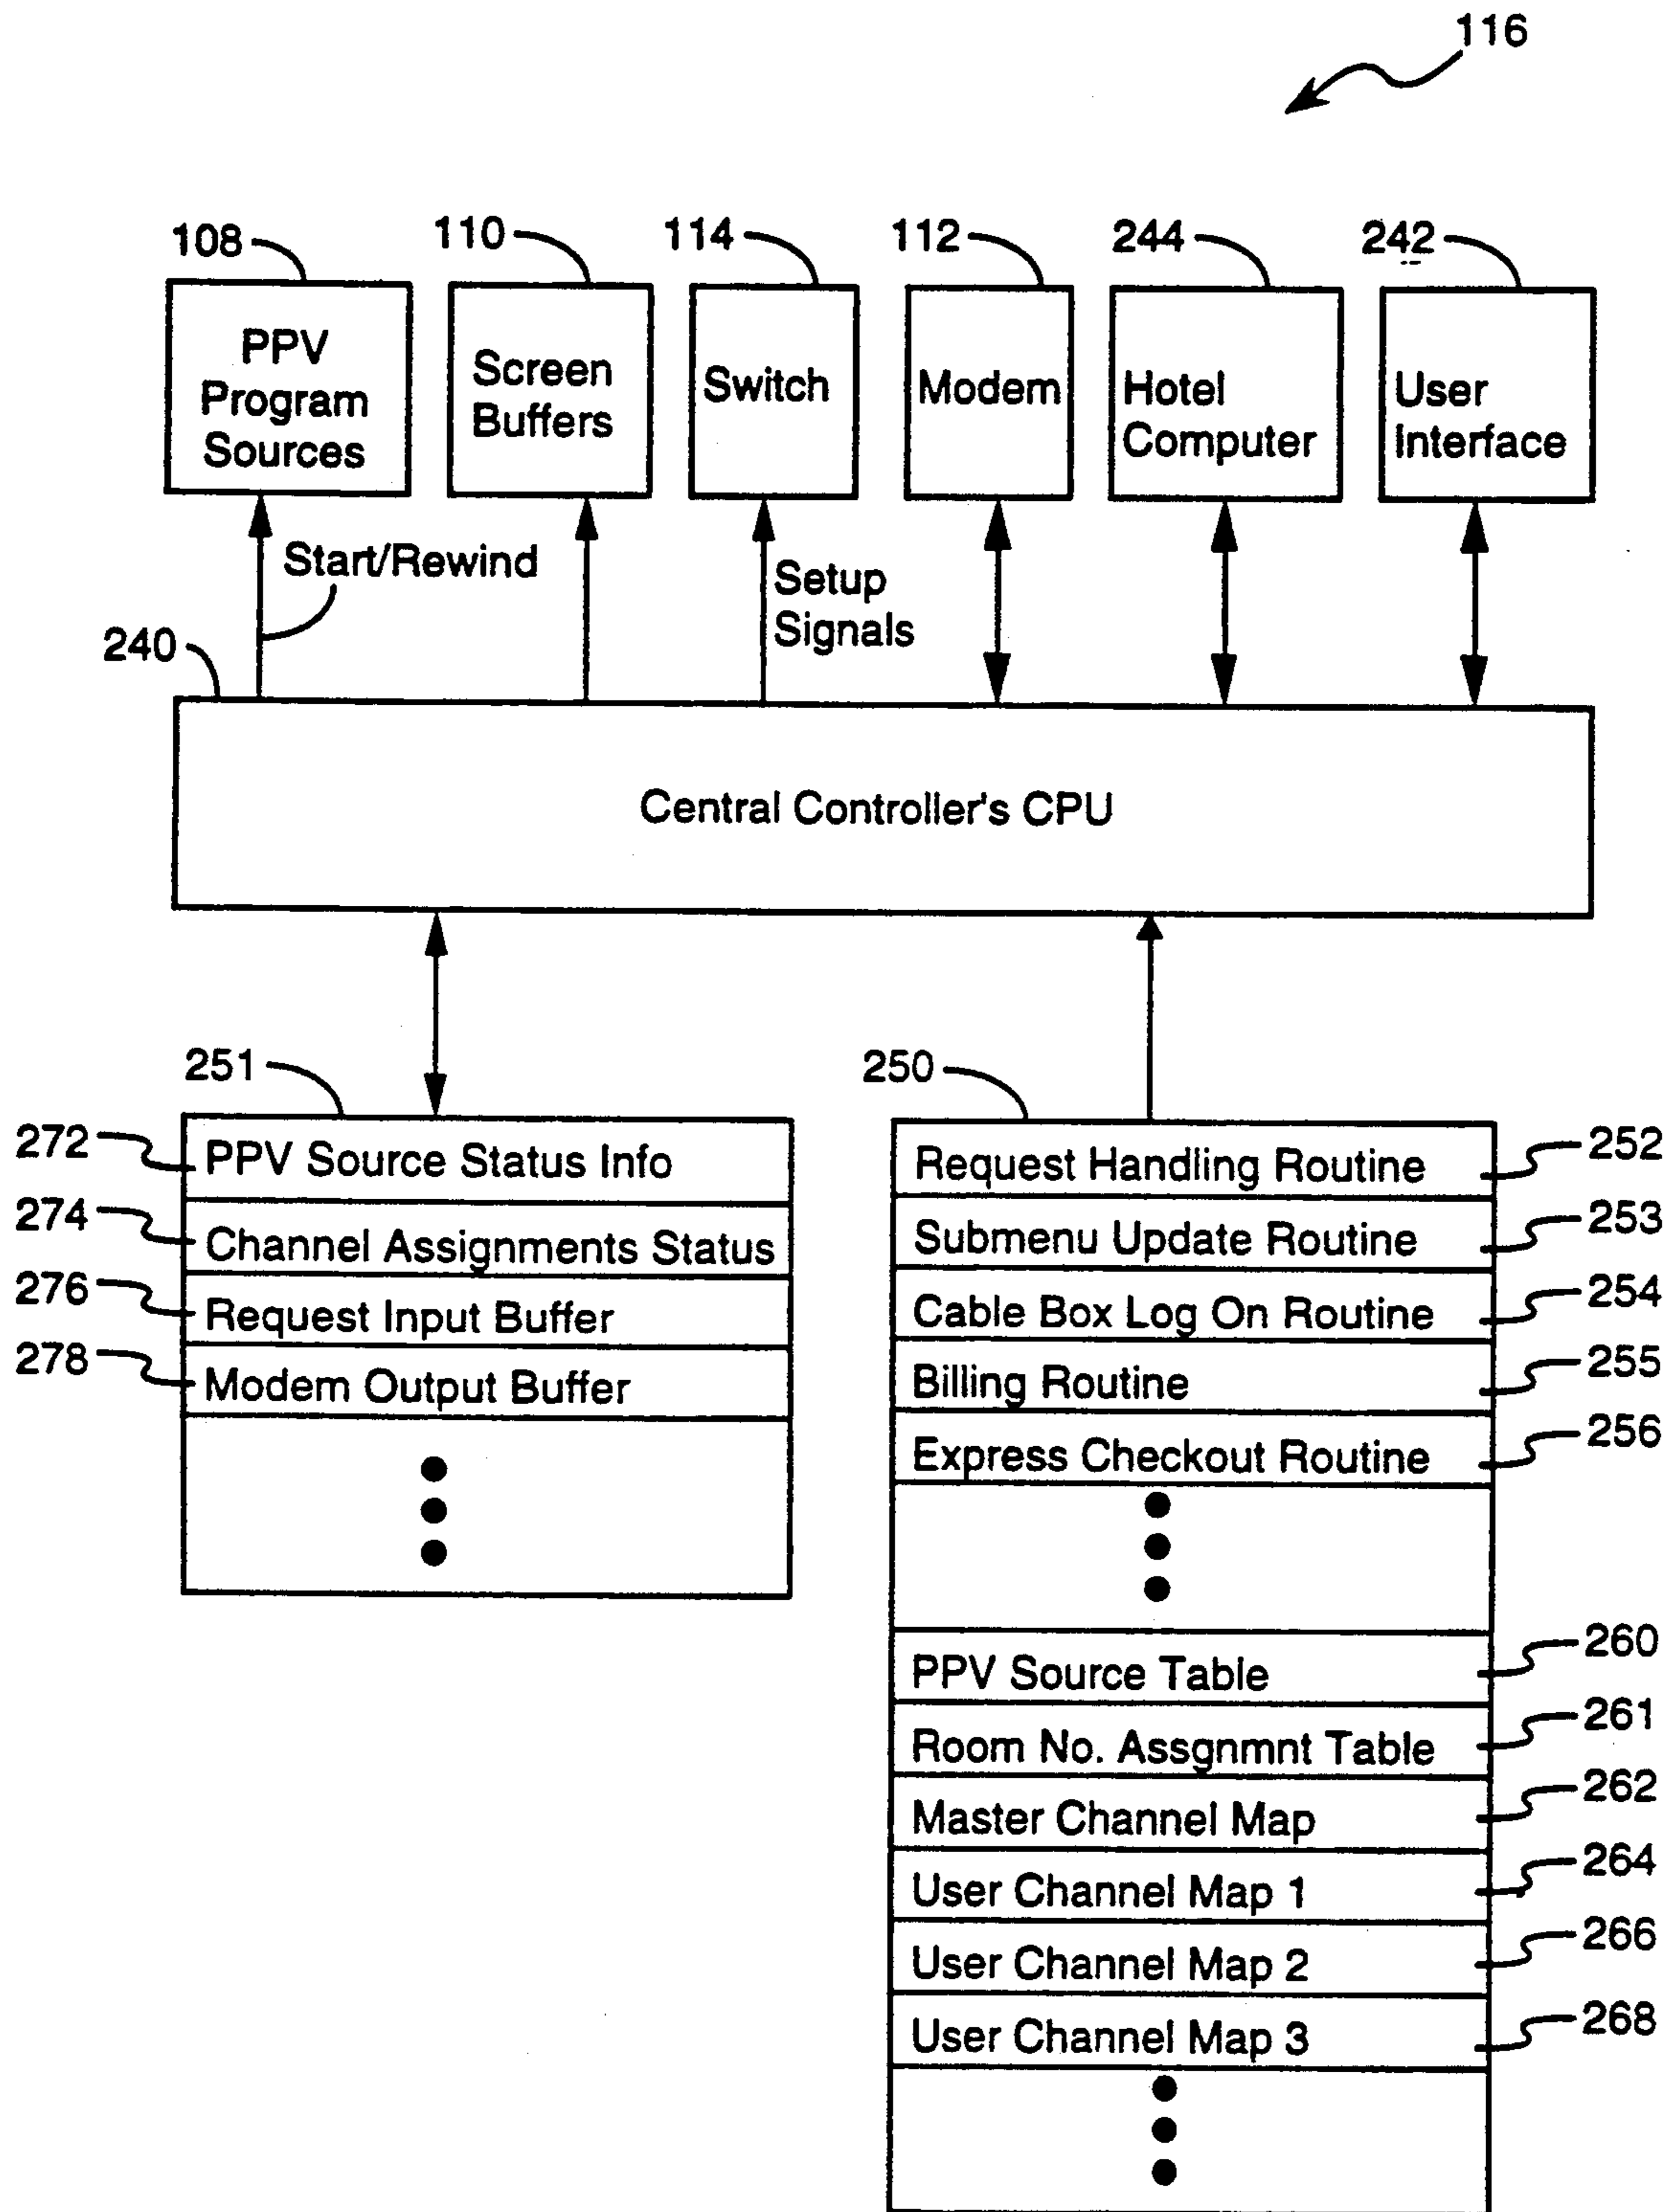 116
108
110
114
112
244
242
PPV
Program
Sources
Screen
Buffers
Switch
Modem
Hotel
Computer
User
Interface
Start/Rewind
Setup
Signals
240
Central Controller's CPU
251
272
PPV Source Status Info
274
Channel Assignments Status
276
Request Input Buffer
278
Modem Output Buffer
250
Request Handling Routine
252
Submenu Update Routine
253
Cable Box Log On Routine
254
Billing Routine
255
Express Checkout Routine
256
PPV Source Table
260
Room No. Assgnmnt Table
261
Master Channel Map
262
User Channel Map 1
264
User Channel Map 2
266
User Channel Map 3
268